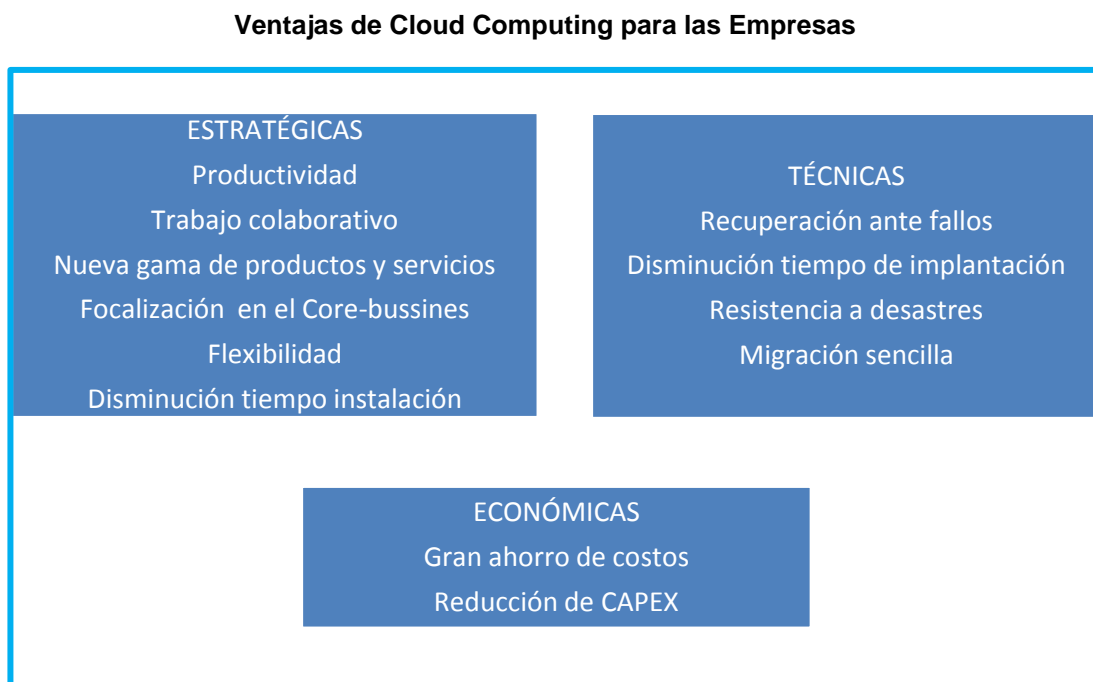 Ventajas de Cloud Computing para las Empresas
ESTRATÉGICAS
Productividad
Trabajo colaborativo
Nueva gama de productos y servicios
Focalización en el Core-bussines
Flexibilidad
Disminución tiempo instalación
TÉCNICAS
Recuperación ante fallos
Disminución tiempo de implantación
Resistencia a desastres
Migración sencilla
ECONÓMICAS
Gran ahorro de costos
Reducción de CAPEX